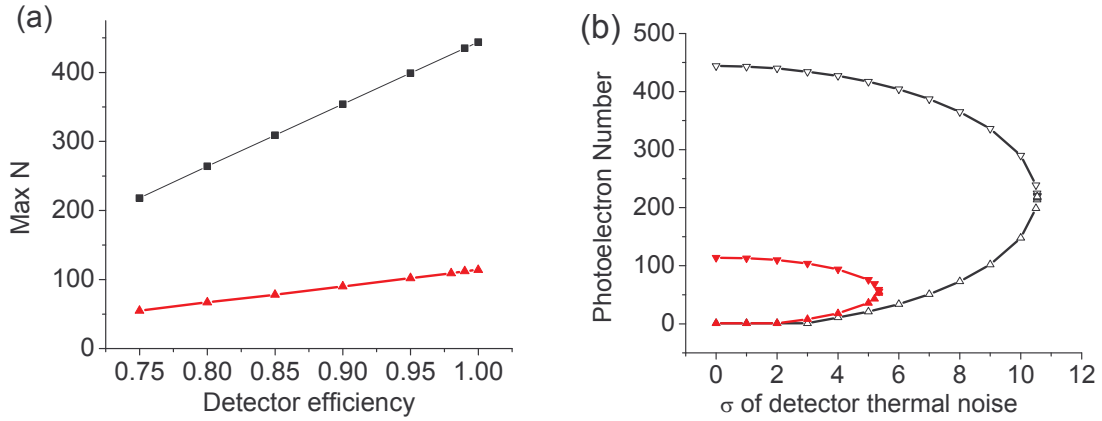 (a)
Max N
400
300
200
100
0
0.75 0.80 0.85 0.90 0.95 1.00
Detector efficiency
(b)
Photoelectron Number
500
400
300
200
100
0
0 2 4 6 8 10 12
σ of detector thermal noise